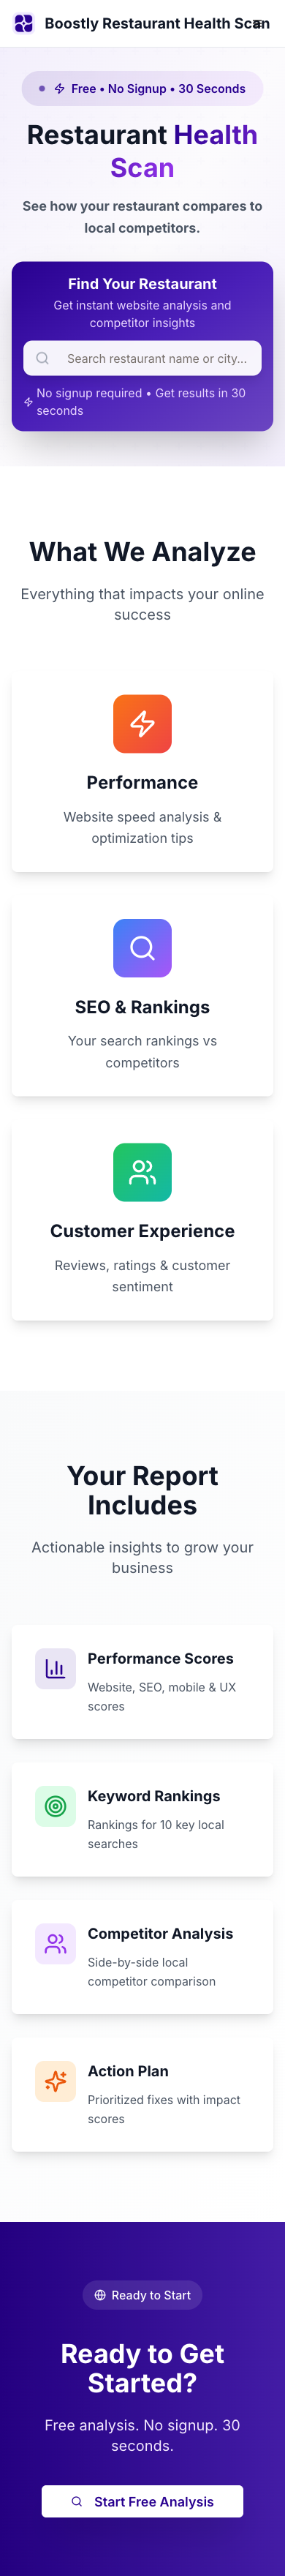 Boostly Restaurant Health Scan
Free • No Signup • 30 Seconds
Restaurant Health
Scan
See how your restaurant compares to
local competitors.
Find Your Restaurant
Get instant website analysis and
competitor insights
Search restaurant name or city...
No signup required • Get results in 30
seconds
What We Analyze
Everything that impacts your online
success
Performance
Website speed analysis &
optimization tips
SEO & Rankings
Your search rankings vs
competitors
Customer Experience
Reviews, ratings & customer
sentiment
Your Report
Includes
Actionable insights to grow your
business
Performance Scores
Website, SEO, mobile & UX
scores
Keyword Rankings
Rankings for 10 key local
searches
Competitor Analysis
Side-by-side local
competitor comparison
Action Plan
Prioritized fixes with impact
scores
Ready to Start
Ready to Get
Started?
Free analysis. No signup. 30
seconds.
Start Free Analysis